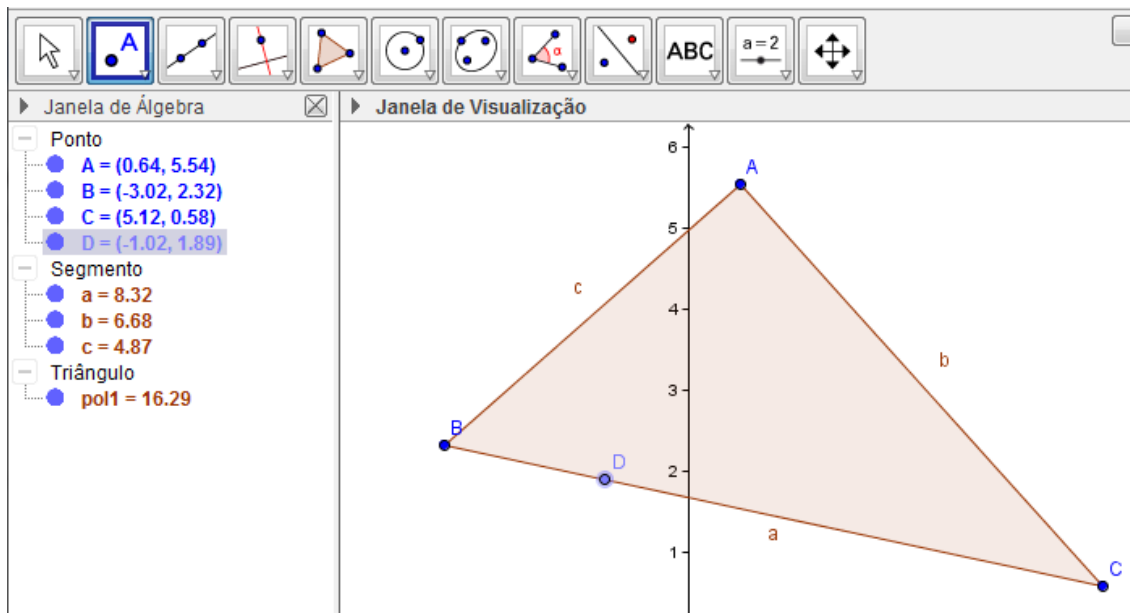 A
α
ABC
a=2
Janela de Álgebra
Janela de Visualização
Ponto
A = (0.64, 5.54)
B = (-3.02, 2.32)
C = (5.12, 0.58)
D = (-1.02, 1.89)
Segmento
a = 8.32
b = 6.68
c = 4.87
Triângulo
pol1 = 16.29
6
A
5
c
4
b
3
B
D
2
a
1
C